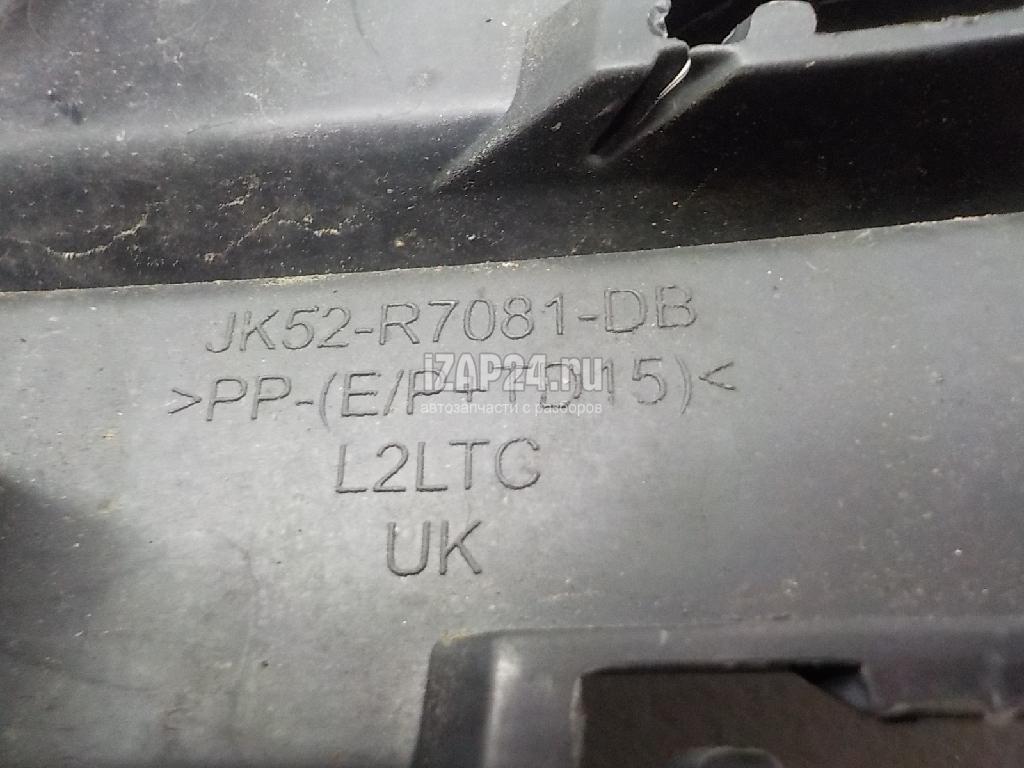 JK52-R7081-DB
iZAP24.ru
>PP-(E/P+TD15)<
автозапчасти с разборов
L2LTC
UK